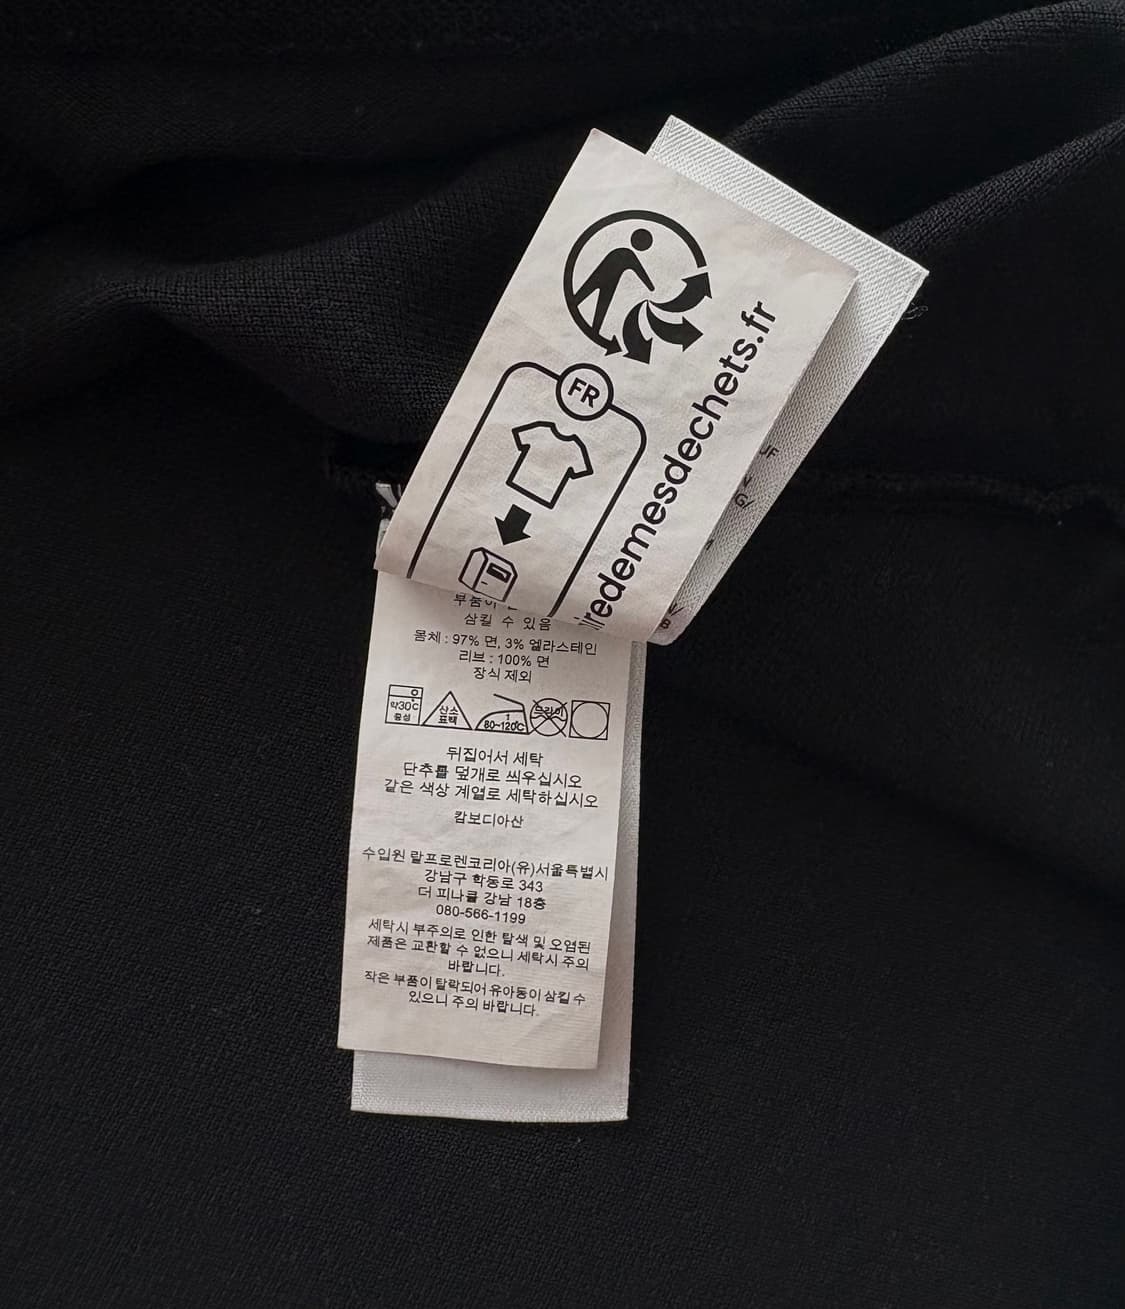 FR
iredemesdechets.fr
삼킬 수 있음
몸체 : 97% 면, 3% 엘라스테인
리브 : 100% 면
장식 제외
약30℃
중성
산소
표백
1
80~120℃
드라이
뒤집어서 세탁
단추를 덮개로 씌우십시오
같은 색상 계열로 세탁하십시오
캄보디아산
수입원 랄프로렌코리아(유)서울특별시
강남구 학동로 343
더 피나클 강남 18층
080-566-1199
세탁시 부주의로 인한 탈색 및 오염된
제품은 교환할 수 없으니 세탁시 주의
바랍니다.
작은 부품이 탈락되어 유아동이 삼킬 수
있으니 주의 바랍니다.